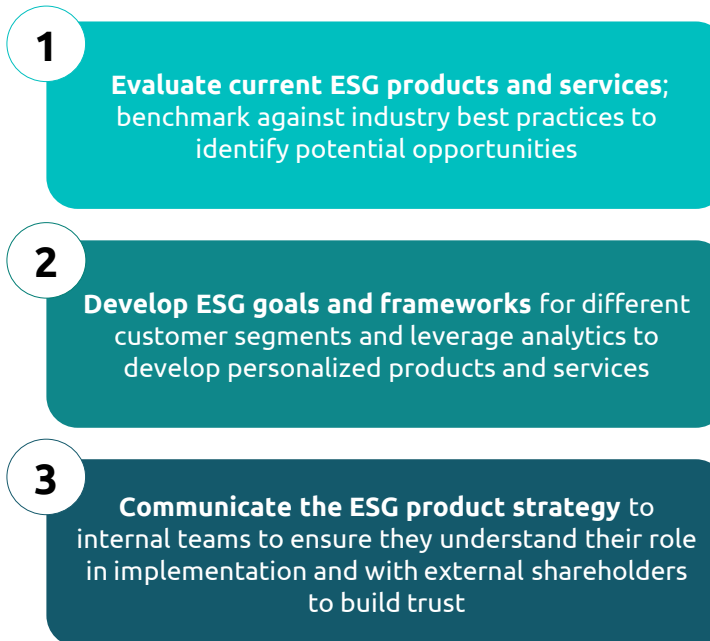 1
Evaluate current ESG products and services;
benchmark against industry best practices to
identify potential opportunities
2
Develop ESG goals and frameworks for different
customer segments and leverage analytics to
develop personalized products and services
3
Communicate the ESG product strategy to
internal teams to ensure they understand their role
in implementation and with external shareholders
to build trust